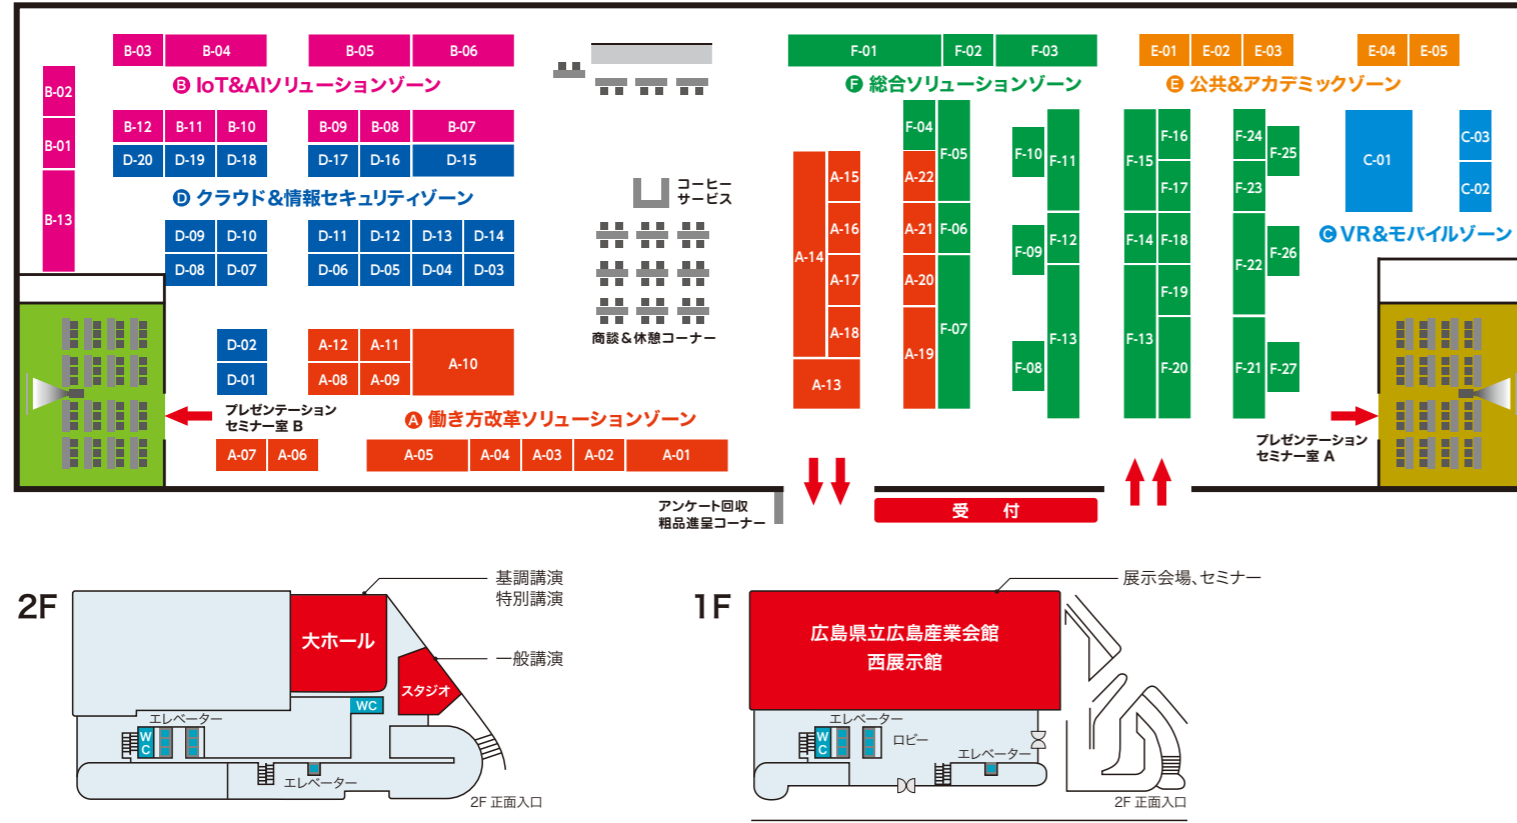 B-03
B-04
B-05
B-06
F-01
F-02
F-03
E-01
E-02
E-03
E-04
E-05
B IoT&AIソリューションゾーン
F 総合ソリューションゾーン
E 公共&アカデミックゾーン
B-02
B-01
B-13
B-12
B-11
B-10
B-09
B-08
B-07
D-20
D-19
D-18
D-17
D-16
D-15
D クラウド&情報セキュリティゾーン
D-09
D-10
D-11
D-12
D-13
D-14
D-08
D-07
D-06
D-05
D-04
D-03
D-02
D-01
A-12
A-11
A-10
A-08
A-09
コーヒー
サービス
商談&休憩コーナー
A-14
A-15
A-16
A-17
A-18
A-13
F-04
A-22
A-21
A-20
A-19
F-05
F-06
F-07
F-10
F-09
F-08
F-11
F-12
F-13
F-15
F-14
F-13
F-16
F-17
F-18
F-19
F-20
F-24
F-23
F-22
F-21
F-25
F-26
F-27
C-01
C-03
C-02
C VR&モバイルゾーン
プレゼンテーション
セミナー室 B
A 働き方改革ソリューションゾーン
A-07
A-06
A-05
A-04
A-03
A-02
A-01
プレゼンテーション
セミナー室 A
アンケート回収
粗品進呈コーナー
受 付
2F
基調講演
特別講演
大ホール
一般講演
スタジオ
WC
エレベーター
WC
エレベーター
2F 正面入口
1F
展示会場、セミナー
広島県立広島産業会館
西展示館
エレベーター
WC
ロビー
エレベーター
2F 正面入口